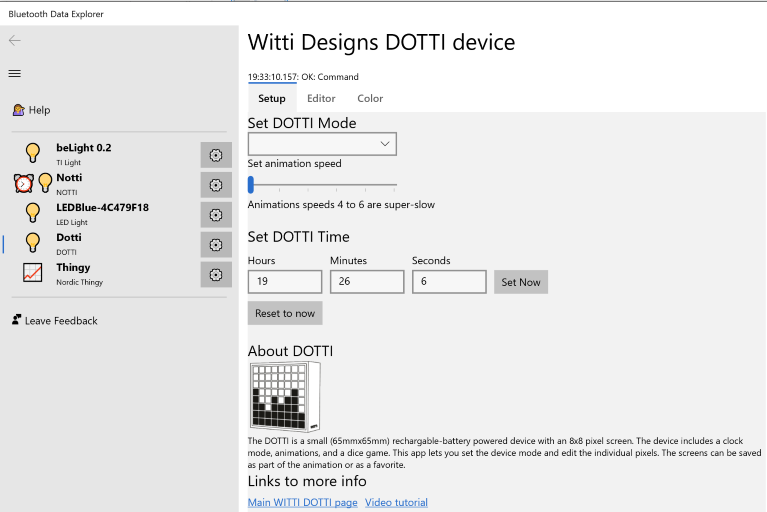 Bluetooth Data Explorer
Help
beLight 0.2
TI Light
Notti
NOTTI
LEDBlue-4C479F18
LED Light
Dotti
DOTTI
Thingy
Nordic Thingy
Leave Feedback
Witti Designs DOTTI device
19:33:10.157: OK: Command
Setup Editor Color
Set DOTTI Mode
Set animation speed
Animations speeds 4 to 6 are super-slow
Set DOTTI Time
Hours Minutes Seconds
19 26 6 Set Now
Reset to now
About DOTTI
The DOTTI is a small (65mmx65mm) rechargable-battery powered device with an 8x8 pixel screen. The device includes a clock
mode, animations, and a dice game. This app lets you set the device mode and edit the individual pixels. The screens can be saved
as part of the animation or as a favorite.
Links to more info
Main WITTI DOTTI page Video tutorial